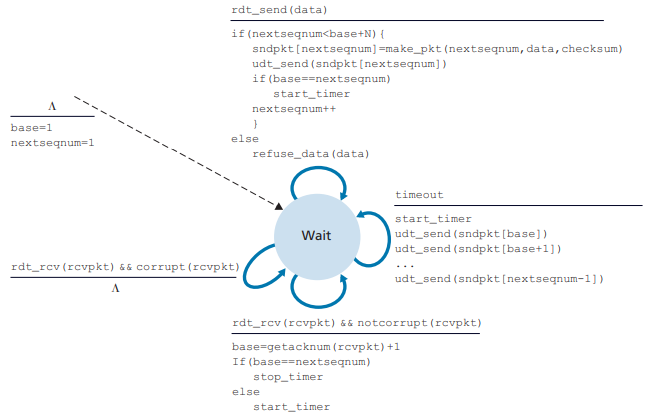 rdt_send(data)
if(nextseqnum<base+N){
sndpkt[nextseqnum]=make_pkt(nextseqnum,data,checksum)
udt_send(sndpkt[nextseqnum])
if(base==nextseqnum)
start_timer
nextseqnum++
}
else
refuse_data(data)
Λ
base=1
nextseqnum=1
Wait
timeout
start_timer
udt_send(sndpkt[base])
udt_send(sndpkt[base+1])
...
udt_send(sndpkt[nextseqnum-1])
rdt_rcv(rcvpkt) && corrupt(rcvpkt)
Λ
rdt_rcv(rcvpkt) && notcorrupt(rcvpkt)
base=getacknum(rcvpkt)+1
If(base==nextseqnum)
stop_timer
else
start_timer